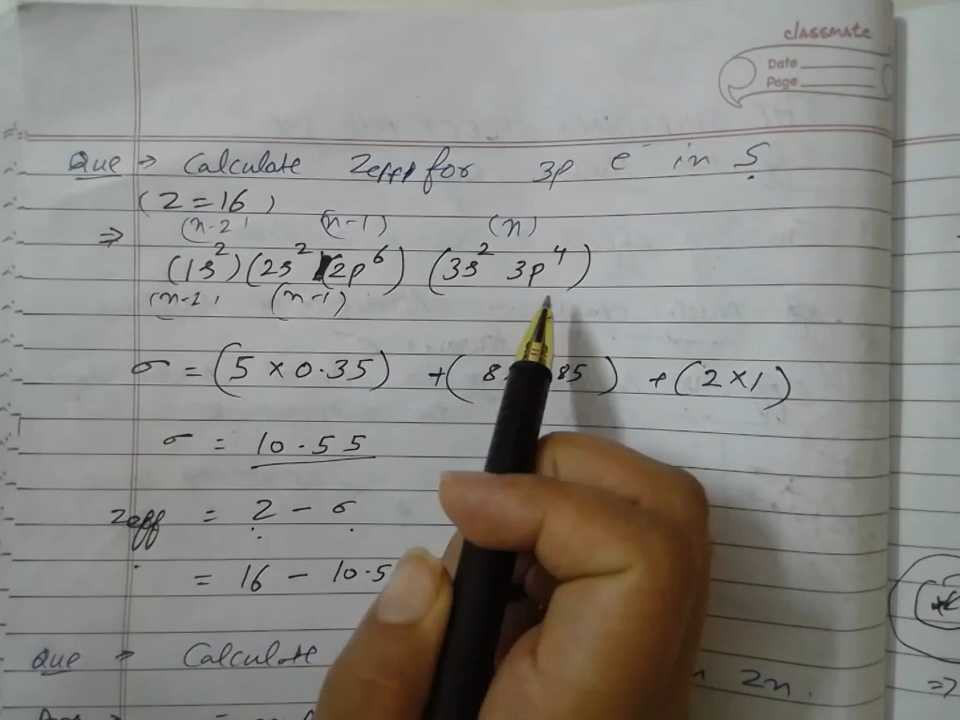 classmate
Date
Page
Que → Calculate Zeff for 3p e⁻ in S
(Z=16)
(n-2) (n-1) (n)
⇒ (1s²)(2s² 2p⁶) (3s² 3p⁴)
(n-2) (n-1)
σ = (5×0.35) + (8 85) + (2×1)
σ = 10.55
Zeff = Z - σ
= 16 - 10.5
Que → Calculate Zn.